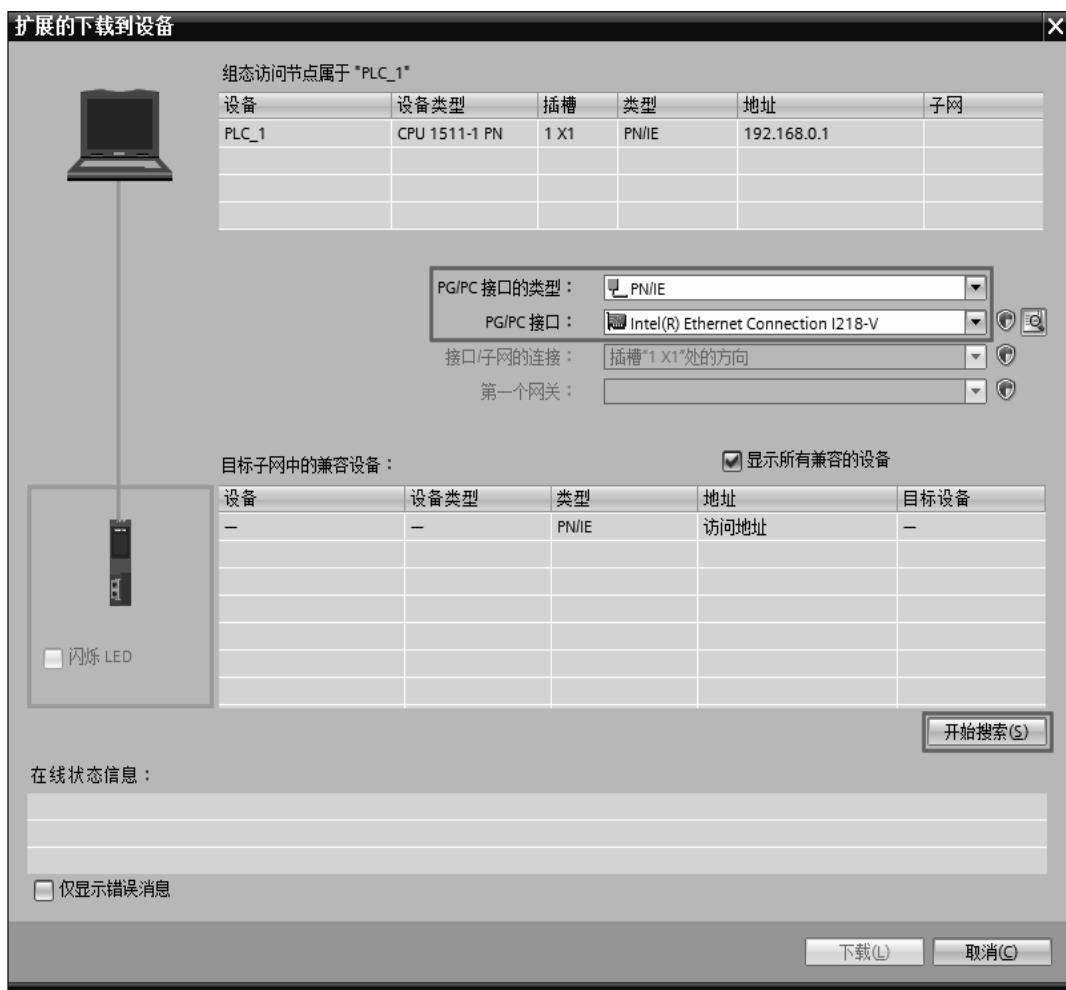 扩展的下载到设备
组态访问节点属于 "PLC_1"
设备 设备类型 插槽 类型 地址 子网
PLC_1 CPU 1511-1 PN 1 X1 PN/IE 192.168.0.1
PG/PC 接口的类型： PN/IE
PG/PC 接口： Intel(R) Ethernet Connection I218-V
接口/子网的连接： 插槽"1 X1"处的方向
第一个网关：
目标子网中的兼容设备： 显示所有兼容的设备
设备 设备类型 类型 地址 目标设备
— — PN/IE 访问地址 —
闪烁 LED
开始搜索(S)
在线状态信息：
仅显示错误消息
下载(L) 取消(C)